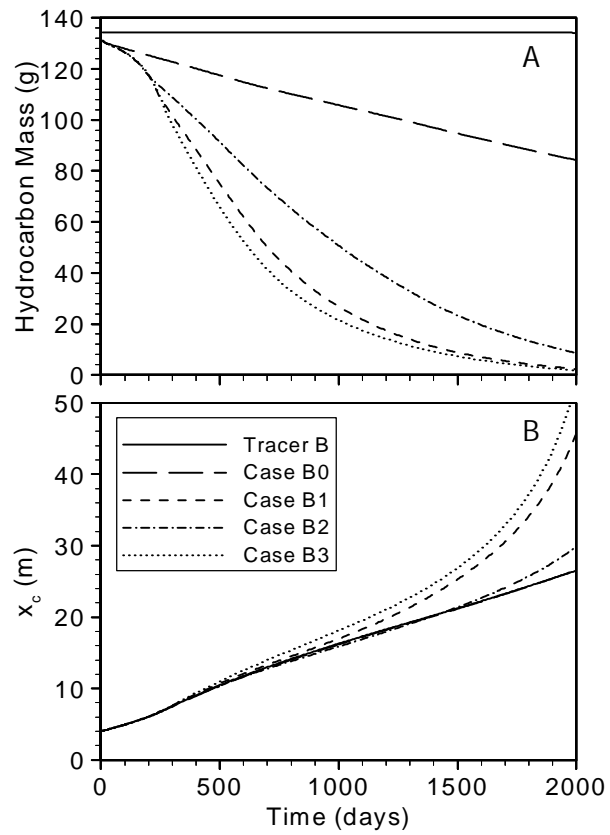 140
120
100
80
60
40
20
0
Hydrocarbon Mass (g)
A
50
40
30
20
10
0
x_c (m)
B
Tracer B
Case B0
Case B1
Case B2
Case B3
0 500 1000 1500 2000
Time (days)